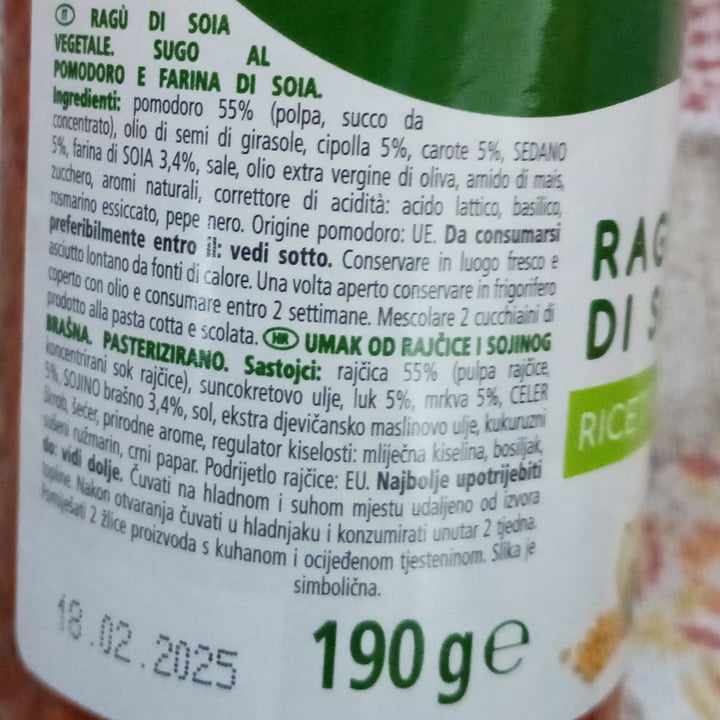 IT RAGÙ DI SOIA
VEGETALE. SUGO AL
POMODORO E FARINA DI SOIA.
Ingredienti: pomodoro 55% (polpa, succo da
concentrato), olio di semi di girasole, cipolla 5%, carote 5%, SEDANO
5%, farina di SOIA 3,4%, sale, olio extra vergine di oliva, amido di mais,
zucchero, aromi naturali, correttore di acidità: acido lattico, basilico,
rosmarino essiccato, pepe nero. Origine pomodoro: UE. Da consumarsi
preferibilmente entro il: vedi sotto. Conservare in luogo fresco e
asciutto lontano da fonti di calore. Una volta aperto conservare in frigorifero
coperto con olio e consumare entro 2 settimane. Mescolare 2 cucchiaini di
prodotto alla pasta cotta e scolata. HR UMAK OD RAJČICE I SOJINOG
BRAŠNA. PASTERIZIRANO. Sastojci: rajčica 55% (pulpa rajčice,
koncentrirani sok rajčice), suncokretovo ulje, luk 5%, mrkva 5%, CELER
5%, SOJINO brašno 3,4%, sol, ekstra djevičansko maslinovo ulje, kukuruzni
škrob, šećer, prirodne arome, regulator kiselosti: mliječna kiselina, bosiljak,
sušeni ružmarin, crni papar. Podrijetlo rajčice: EU. Najbolje upotrijebiti
do: vidi dolje. Čuvati na hladnom i suhom mjestu udaljeno od izvora
topline. Nakon otvaranja čuvati u hladnjaku i konzumirati unutar 2 tjedna.
Pomiješati 2 žlice proizvoda s kuhanom i ocijeđenom tjesteninom. Slika je
simbolična.
18.02.2025
190 g e
RAG
DI S
RICE